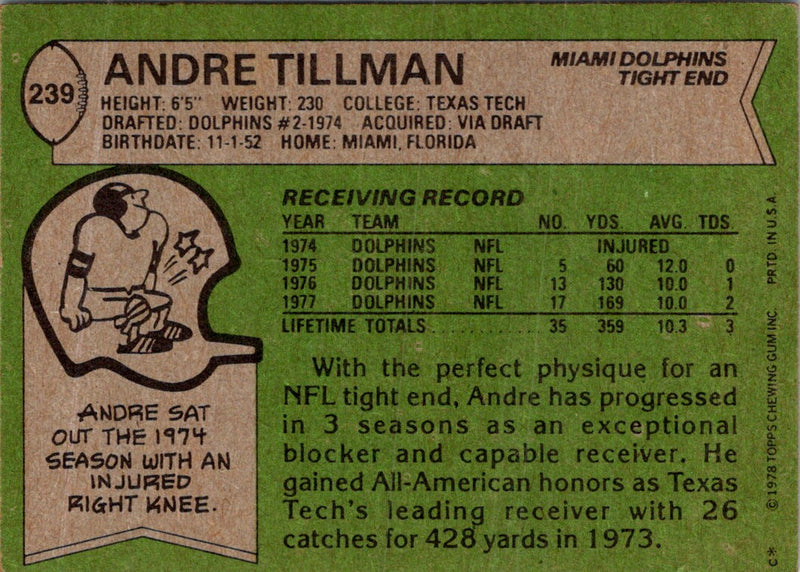 239
ANDRE TILLMAN
MIAMI DOLPHINS
TIGHT END
HEIGHT: 6'5" WEIGHT: 230 COLLEGE: TEXAS TECH
DRAFTED: DOLPHINS #2-1974 ACQUIRED: VIA DRAFT
BIRTHDATE: 11-1-52 HOME: MIAMI, FLORIDA
RECEIVING RECORD
YEAR TEAM NO. YDS. AVG. TDS.
1974 DOLPHINS NFL INJURED
1975 DOLPHINS NFL 5 60 12.0 0
1976 DOLPHINS NFL 13 130 10.0 1
1977 DOLPHINS NFL 17 169 10.0 2
LIFETIME TOTALS.................. 35 359 10.3 3
With the perfect physique for an
NFL tight end, Andre has progressed
in 3 seasons as an exceptional
blocker and capable receiver. He
gained All-American honors as Texas
Tech's leading receiver with 26
catches for 428 yards in 1973.
ANDRE SAT
OUT THE 1974
SEASON WITH AN
INJURED
RIGHT KNEE.
C* © 1978 TOPPS CHEWING GUM INC. PRTD. IN U.S.A.